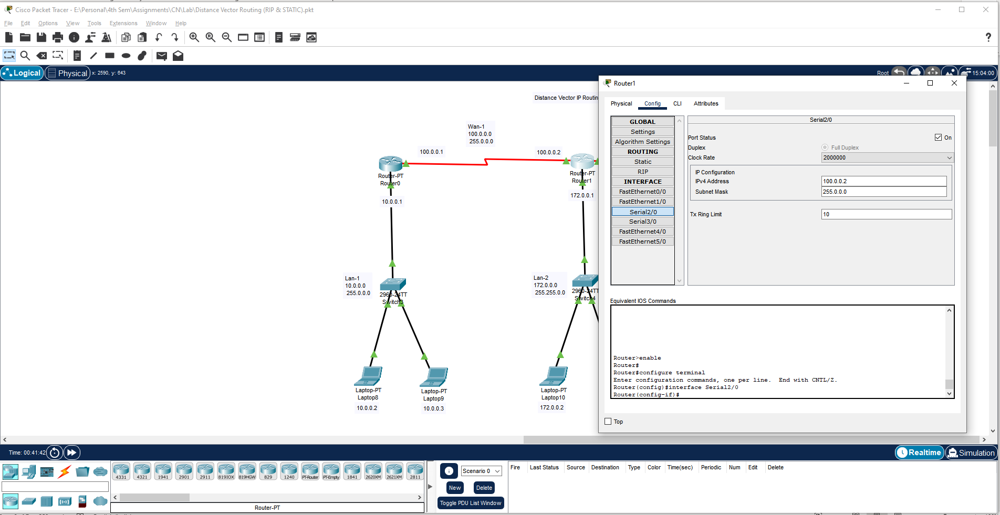 Cisco Packet Tracer - E:\Personal\4th Sem\Assignments\CN\Lab\Distance Vector Routing (RIP & STATIC).pkt
File Edit Options View Tools Extensions Window Help
?
Logical Physical x: 2590, y: 643
Root 15:04:00
Distance Vector IP Routin
Wan-1
100.0.0.0
255.0.0.0
100.0.0.1
100.0.0.2
Router-PT
Router0
10.0.0.1
Router-PT
Router1
172.0.0.1
Lan-1
10.0.0.0
255.0.0.0
2960-24TT
Switch3
Lan-2
172.0.0.0
255.255.0.0
2960-24TT
Switch4
Laptop-PT
Laptop8
10.0.0.2
Laptop-PT
Laptop9
10.0.0.3
Laptop-PT
Laptop10
172.0.0.2
Router1
Physical Config CLI Attributes
GLOBAL
Settings
Algorithm Settings
ROUTING
Static
RIP
INTERFACE
FastEthernet0/0
FastEthernet1/0
Serial2/0
Serial3/0
FastEthernet4/0
FastEthernet5/0
Serial2/0
Port Status On
Duplex Full Duplex
Clock Rate 2000000
IP Configuration
IPv4 Address 100.0.0.2
Subnet Mask 255.0.0.0
Tx Ring Limit 10
Equivalent IOS Commands
Router>enable
Router#
Router#configure terminal
Enter configuration commands, one per line. End with CNTL/Z.
Router(config)#interface Serial2/0
Router(config-if)#
Top
Time: 00:41:42
Realtime Simulation
4331 4321 1941 2901 2911 819IOX 819HGW 829 1240 PT-Router PT-Empty 1841 2620XM 2621XM 2811
Router-PT
Scenario 0
New Delete
Toggle PDU List Window
Fire Last Status Source Destination Type Color Time(sec) Periodic Num Edit Delete